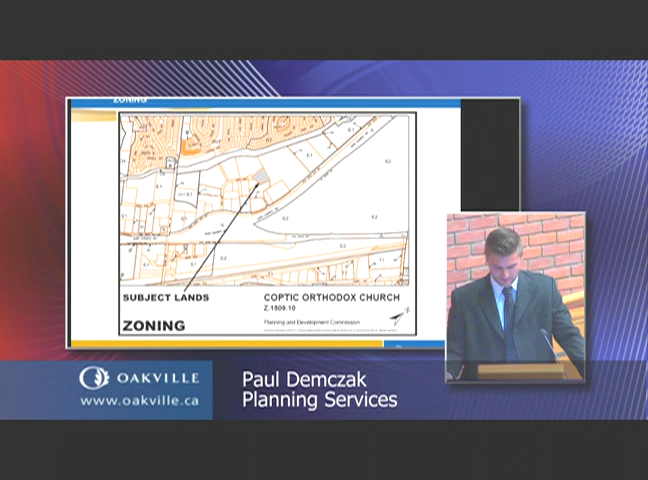 ZONING
SUBJECT LANDS
COPTIC ORTHODOX CHURCH
Z.1509.10
ZONING
Planning and Development Commission
OAKVILLE
www.oakville.ca
Paul Demczak
Planning Services